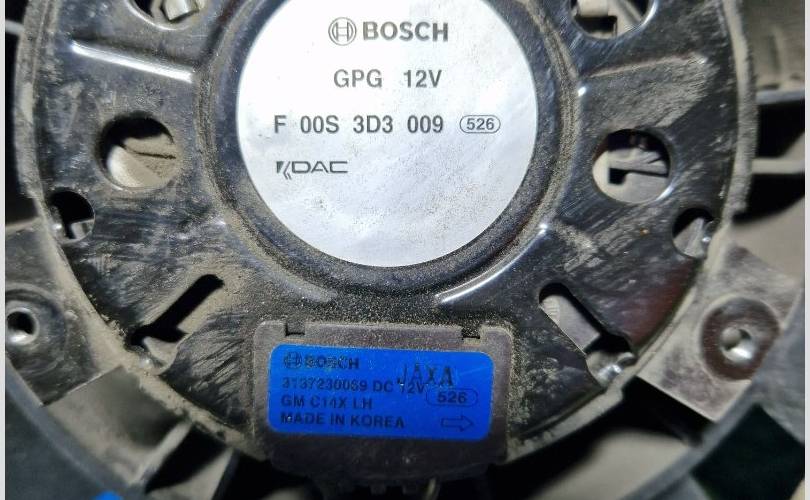 BOSCH
GPG 12V
F 00S 3D3 009 526
KDAC
BOSCH
JAXA
3137230059 DC 12V 526
GM C14X LH
MADE IN KOREA